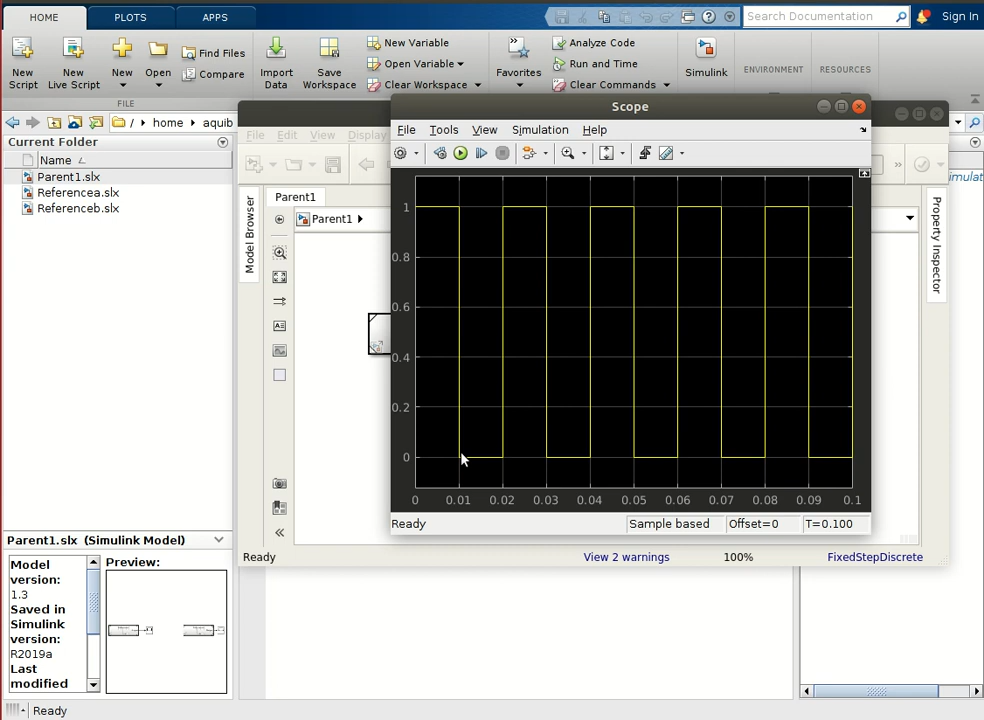 HOME
PLOTS
APPS
Search Documentation
Sign In
New Script
New Live Script
New
Open
Find Files
Compare
Import Data
Save Workspace
New Variable
Open Variable
Clear Workspace
Favorites
Analyze Code
Run and Time
Clear Commands
Simulink
ENVIRONMENT
RESOURCES
FILE
/ home aquib
Current Folder
Name
Parent1.slx
Referencea.slx
Referenceb.slx
File Edit View Display
Parent1
Model Browser
Parent1
Property Inspector
Scope
File Tools View Simulation Help
1
0.8
0.6
0.4
0.2
0
0 0.01 0.02 0.03 0.04 0.05 0.06 0.07 0.08 0.09 0.1
Ready
Sample based
Offset=0
T=0.100
Ready
View 2 warnings
100%
FixedStepDiscrete
Parent1.slx (Simulink Model)
Model version:
1.3
Saved in Simulink version:
R2019a
Last modified
Preview:
Ready